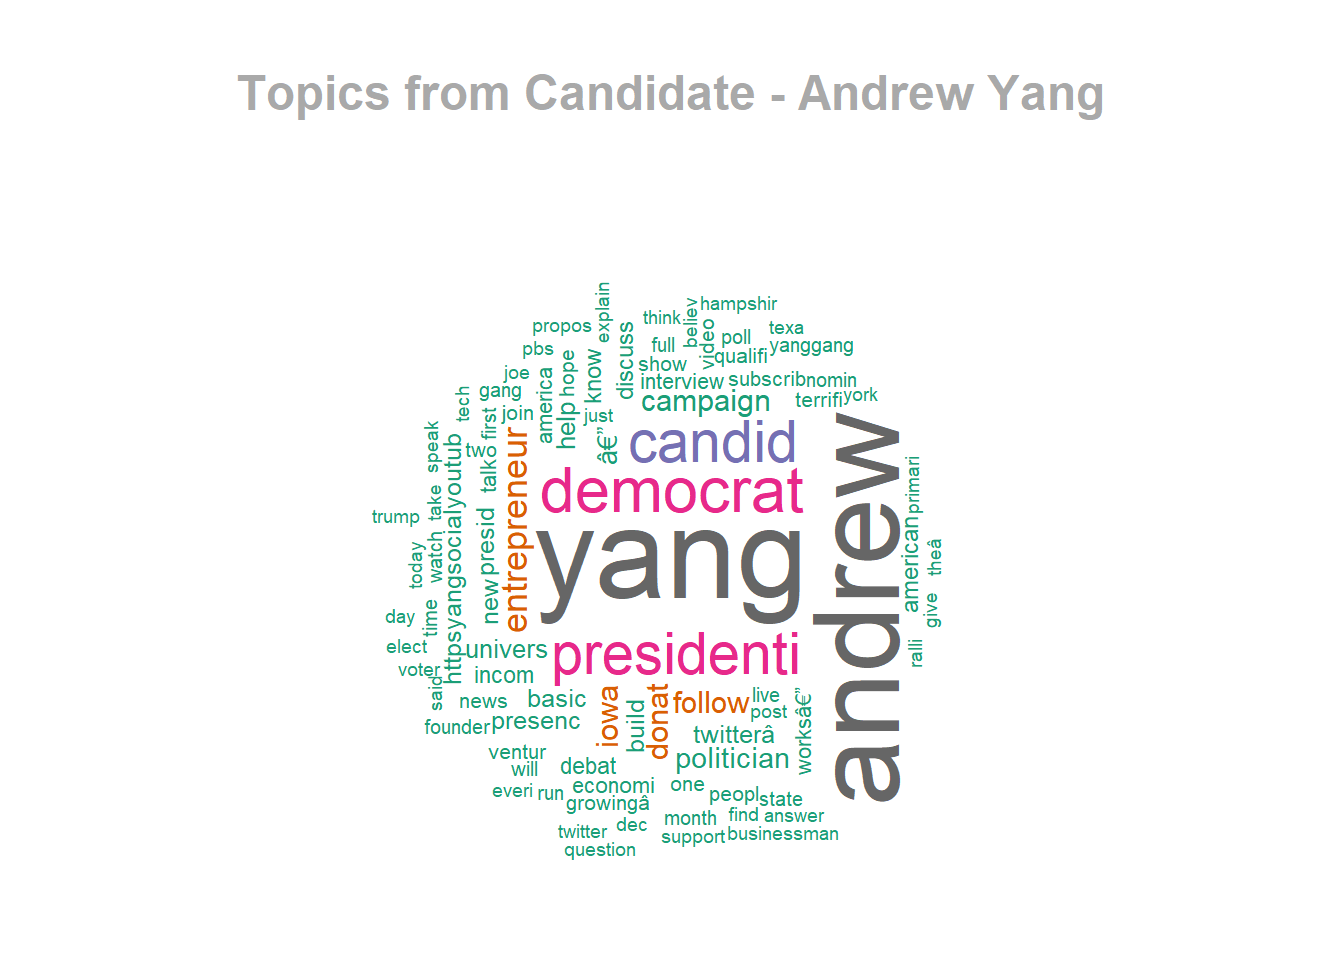 Topics from Candidate - Andrew Yang
explain
hampshir
think
believ
propos
discuss
video
texa
poll
full
yanggang
pbs
hope
know
show
qualifi
joe
america
interview
subscrib
nomin
tech
gang
campaign
terrifi
york
first
join
help
just
speak
two
talko
entrepreneur
â€”
candid
andrew
primari
democrat
take
trump
httpsyangsocialyoutub
presid
yang
american
theâ
watch
today
new
give
day
time
elect
univers
presidenti
ralli
voter
incom
said
news
basic
iowa
build
donat
follow
live
post
worksâ€”
founder
presenc
twitterâ
ventur
politician
will
debat
everi
run
economi
one
growingâ
peopl
state
month
find
answer
twitter
dec
support
businessman
question